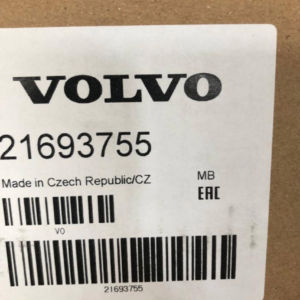 VOLVO
21693755
Made in Czech Republic/CZ
MB
EAC
V0
21693755